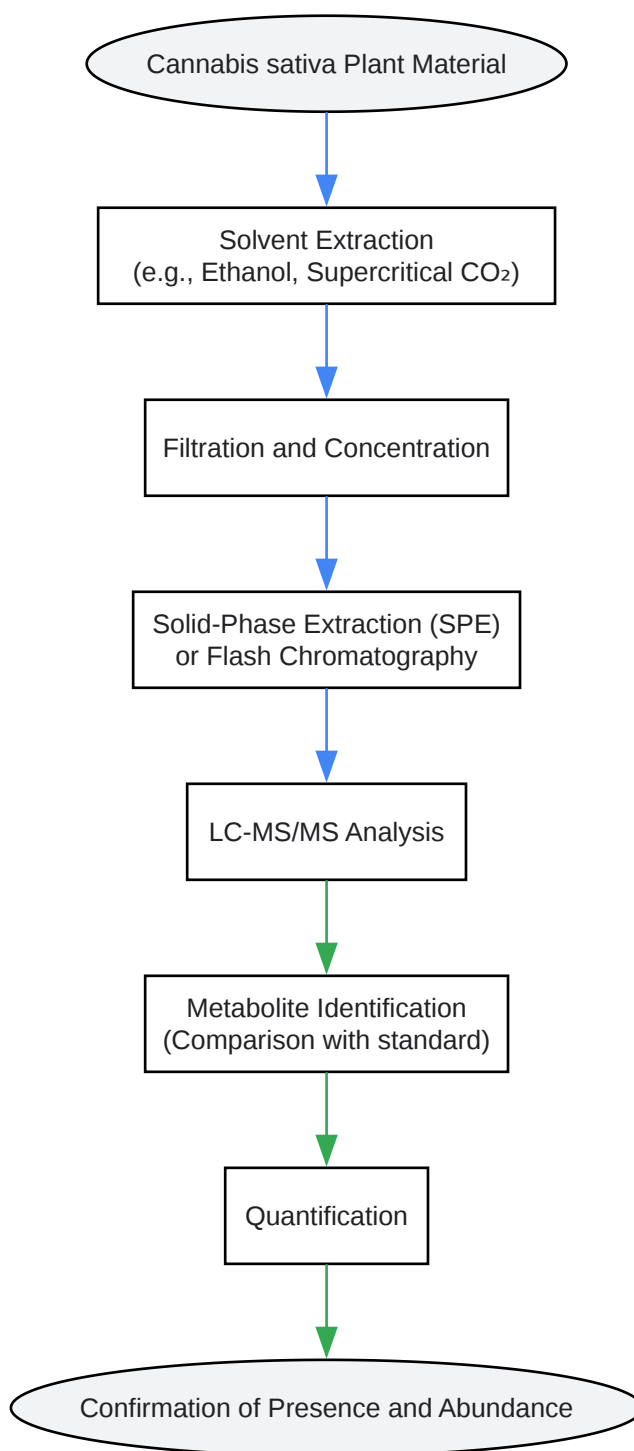 Cannabis sativa Plant Material
Solvent Extraction
(e.g., Ethanol, Supercritical CO₂)
Filtration and Concentration
Solid-Phase Extraction (SPE)
or Flash Chromatography
LC-MS/MS Analysis
Metabolite Identification
(Comparison with standard)
Quantification
Confirmation of Presence and Abundance